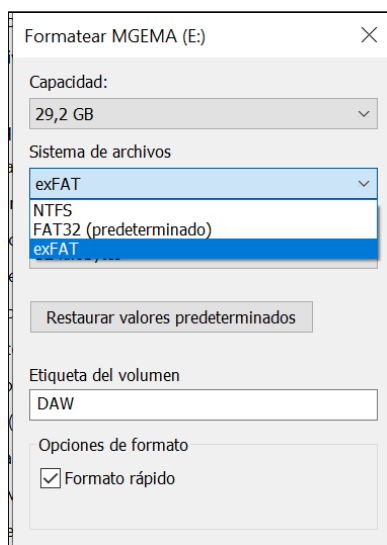 Formatear MGEMA (E:)
Capacidad:
29,2 GB
Sistema de archivos
exFAT
NTFS
FAT32 (predeterminado)
exFAT
Restaurar valores predeterminados
Etiqueta del volumen
DAW
Opciones de formato
Formato rápido